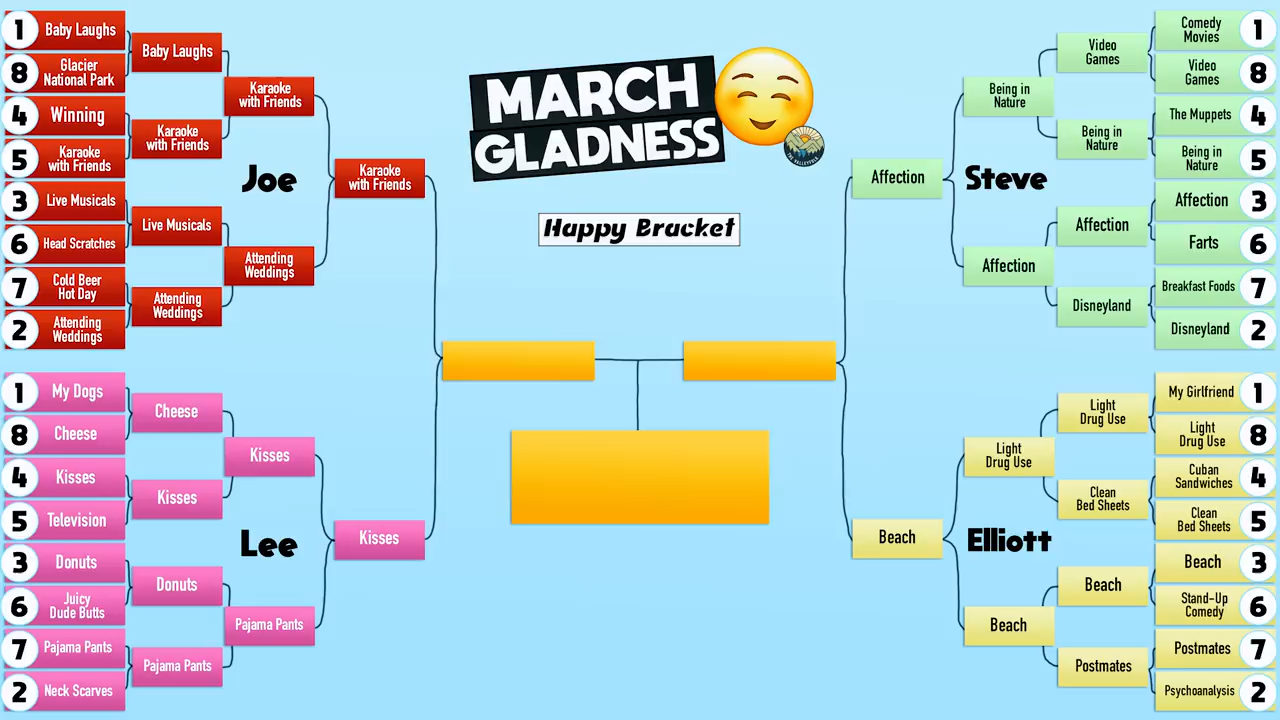 MARCH
GLADNESS
THE VALLEYFOLK
Happy Bracket
Joe
1 Baby Laughs
8 Glacier
National Park
4 Winning
5 Karaoke
with Friends
3 Live Musicals
6 Head Scratches
7 Cold Beer
Hot Day
2 Attending
Weddings
Baby Laughs
Karaoke
with Friends
Live Musicals
Attending
Weddings
Karaoke
with Friends
Attending
Weddings
Karaoke
with Friends
Lee
1 My Dogs
8 Cheese
4 Kisses
5 Television
3 Donuts
6 Juicy
Dude Butts
7 Pajama Pants
2 Neck Scarves
Cheese
Kisses
Donuts
Pajama Pants
Kisses
Pajama Pants
Kisses
Steve
Comedy
Movies 1
Video
Games 8
The Muppets 4
Being in
Nature 5
Affection 3
Farts 6
Breakfast Foods 7
Disneyland 2
Video
Games
Being in
Nature
Affection
Disneyland
Being in
Nature
Affection
Affection
Elliott
My Girlfriend 1
Light
Drug Use 8
Cuban
Sandwiches 4
Clean
Bed Sheets 5
Beach 3
Stand-Up
Comedy 6
Postmates 7
Psychoanalysis 2
Light
Drug Use
Clean
Bed Sheets
Beach
Postmates
Light
Drug Use
Beach
Beach